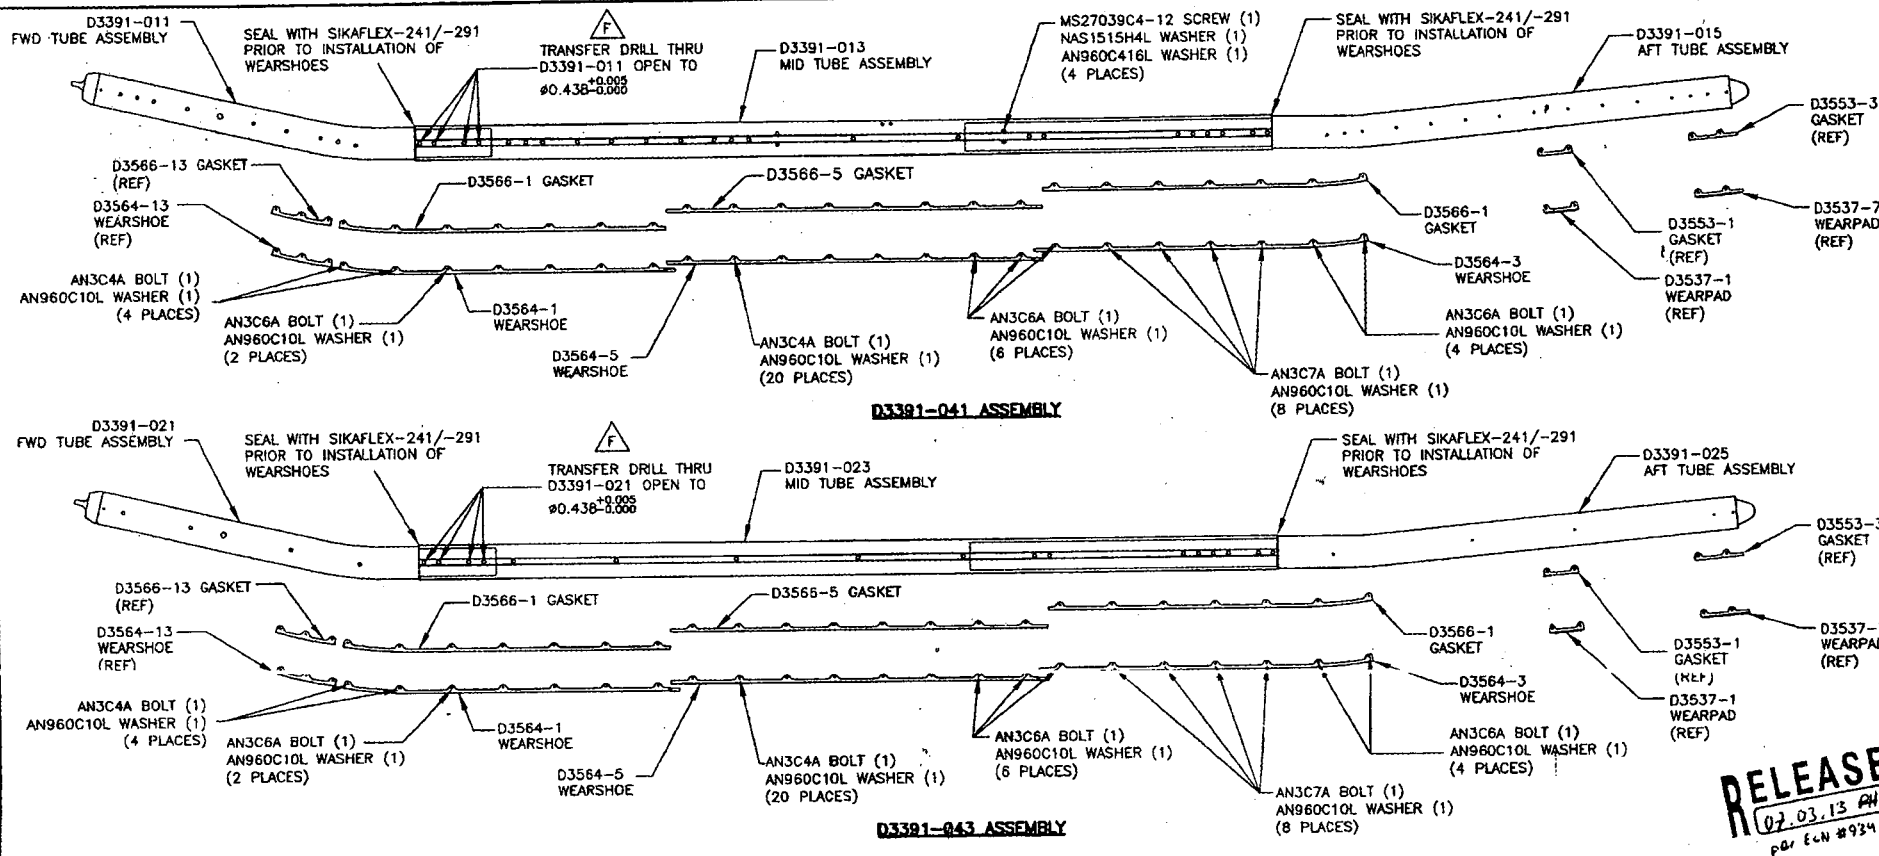 D3391-011
FWD TUBE ASSEMBLY
SEAL WITH SIKAFLEX-241/-291
PRIOR TO INSTALLATION OF
WEARSHOES
F
TRANSFER DRILL THRU
D3391-011 OPEN TO
ø0.438+0.005-0.000
D3391-013
MID TUBE ASSEMBLY
MS27039C4-12 SCREW (1)
NAS1515H4L WASHER (1)
AN960C416L WASHER (1)
(4 PLACES)
SEAL WITH SIKAFLEX-241/-291
PRIOR TO INSTALLATION OF
WEARSHOES
D3391-015
AFT TUBE ASSEMBLY
D3553-3
GASKET
(REF)
D3566-13 GASKET
(REF)
D3566-1 GASKET
D3566-5 GASKET
D3566-1
GASKET
D3553-1
GASKET
(REF)
D3537-7
WEARPAD
(REF)
D3564-13
WEARSHOE
(REF)
D3564-3
WEARSHOE
D3537-1
WEARPAD
(REF)
AN3C4A BOLT (1)
AN960C10L WASHER (1)
(4 PLACES)
AN3C6A BOLT (1)
AN960C10L WASHER (1)
(2 PLACES)
D3564-1
WEARSHOE
D3564-5
WEARSHOE
AN3C4A BOLT (1)
AN960C10L WASHER (1)
(20 PLACES)
AN3C6A BOLT (1)
AN960C10L WASHER (1)
(6 PLACES)
AN3C7A BOLT (1)
AN960C10L WASHER (1)
(8 PLACES)
AN3C6A BOLT (1)
AN960C10L WASHER (1)
(4 PLACES)
D3391-041 ASSEMBLY
D3391-021
FWD TUBE ASSEMBLY
SEAL WITH SIKAFLEX-241/-291
PRIOR TO INSTALLATION OF
WEARSHOES
F
TRANSFER DRILL THRU
D3391-021 OPEN TO
ø0.438+0.005-0.000
D3391-023
MID TUBE ASSEMBLY
SEAL WITH SIKAFLEX-241/-291
PRIOR TO INSTALLATION OF
WEARSHOES
D3391-025
AFT TUBE ASSEMBLY
D3553-3
GASKET
(REF)
D3566-13 GASKET
(REF)
D3566-1 GASKET
D3566-5 GASKET
D3566-1
GASKET
D3553-1
GASKET
(REF)
D3537-
WEARPAD
(REF)
D3564-13
WEARSHOE
(REF)
D3564-3
WEARSHOE
D3537-1
WEARPAD
(REF)
AN3C4A BOLT (1)
AN960C10L WASHER (1)
(4 PLACES)
AN3C6A BOLT (1)
AN960C10L WASHER (1)
(2 PLACES)
D3564-1
WEARSHOE
D3564-5
WEARSHOE
AN3C4A BOLT (1)
AN960C10L WASHER (1)
(20 PLACES)
AN3C6A BOLT (1)
AN960C10L WASHER (1)
(6 PLACES)
AN3C7A BOLT (1)
AN960C10L WASHER (1)
(8 PLACES)
AN3C6A BOLT (1)
AN960C10L WASHER (1)
(4 PLACES)
D3391-043 ASSEMBLY
RELEASE
07.03.13
per ECN #934